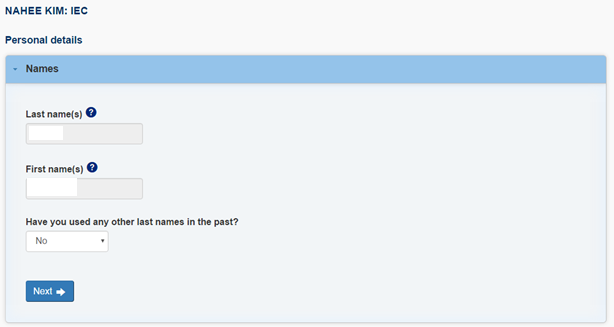 NAHEE KIM: IEC
Personal details
Names
Last name(s) ?
First name(s) ?
Have you used any other last names in the past?
No
Next